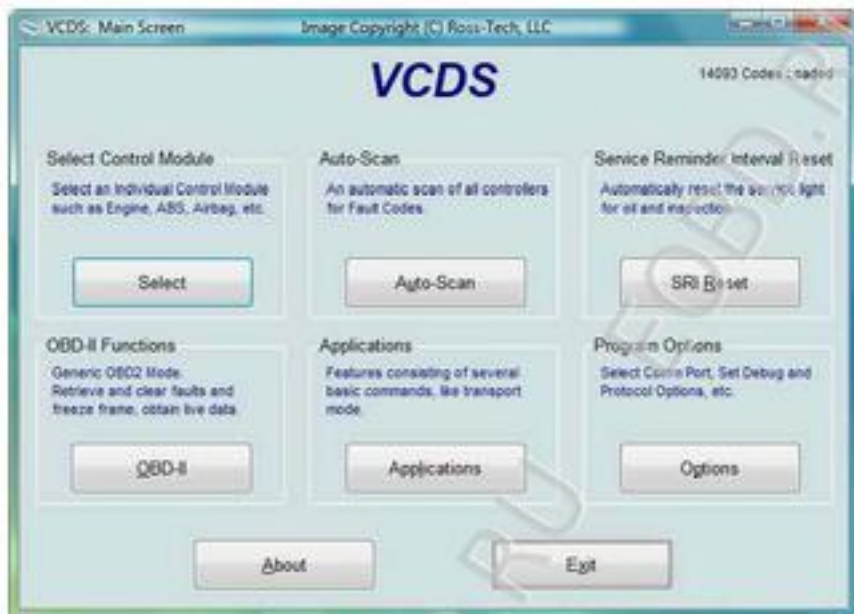 VCDS: Main Screen
Image Copyright (C) Ross-Tech, LLC
VCDS
14093 Codes Loaded
Select Control Module
Select an Individual Control Module
such as Engine, ABS, Airbag, etc.
Select
Auto-Scan
An automatic scan of all controllers
for Fault Codes.
Auto-Scan
Service Reminder Interval Reset
Automatically reset the service light
for oil and inspection.
SRI Reset
OBD-II Functions
Generic OBD2 Mode.
Retrieve and clear faults and
freeze frame, obtain live data.
OBD-II
Applications
Features consisting of several
basic commands, like transport
mode.
Applications
Program Options
Select Comm Port, Set Debug and
Protocol Options, etc.
Options
About
Exit